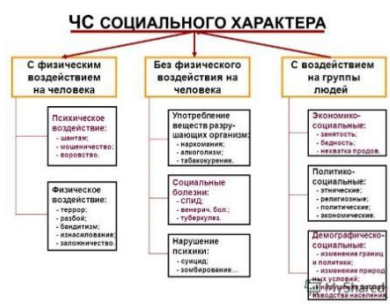 ЧС СОЦИАЛЬНОГО ХАРАКТЕРА
С физическим
воздействием
на человека
Психическое
воздействие:
- шантаж;
- мошенничество;
- воровство.
Физическое
воздействие:
- террор;
- разбой;
- бандитизм;
- изнасилование;
- заложничество.
Без физического
воздействия на
человека
Употребление
веществ разру-
шающих организм:
- наркомания;
- алкоголизм;
- табакокурение.
Социальные
болезни:
- СПИД;
- венерич. бол.;
- туберкулез.
Нарушение
психики:
- суицид;
- зомбирование...
С воздействием
на группы
людей
Экономико-
социальные:
- занятость;
- бедность;
- нехватка продов.
Политико-
социальные:
- этнические;
- религиозные;
- политические;
- экономические.
Демографическо-
социальные:
- изменение границ
и политики;
- изменение природ
ных условий;
населения.
MyShared